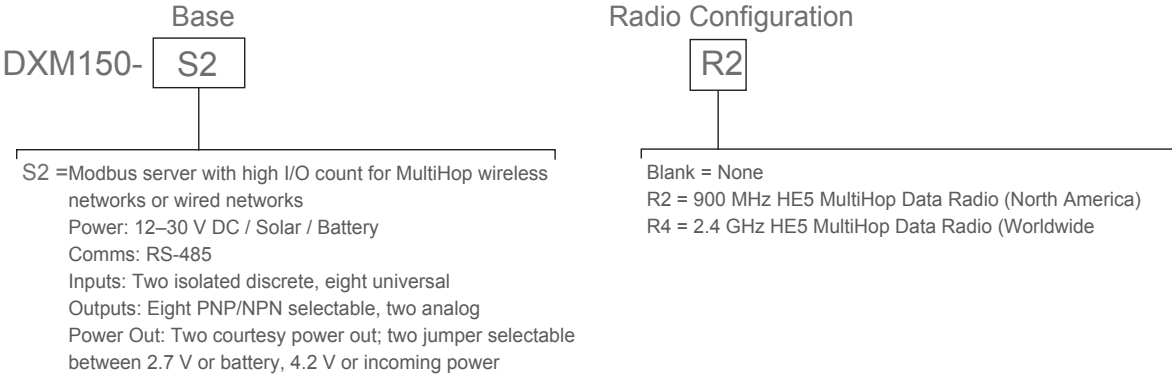 Base
DXM150- S2
S2 =Modbus server with high I/O count for MultiHop wireless
networks or wired networks
Power: 12–30 V DC / Solar / Battery
Comms: RS-485
Inputs: Two isolated discrete, eight universal
Outputs: Eight PNP/NPN selectable, two analog
Power Out: Two courtesy power out; two jumper selectable
between 2.7 V or battery, 4.2 V or incoming power
Radio Configuration
R2
Blank = None
R2 = 900 MHz HE5 MultiHop Data Radio (North America)
R4 = 2.4 GHz HE5 MultiHop Data Radio (Worldwide